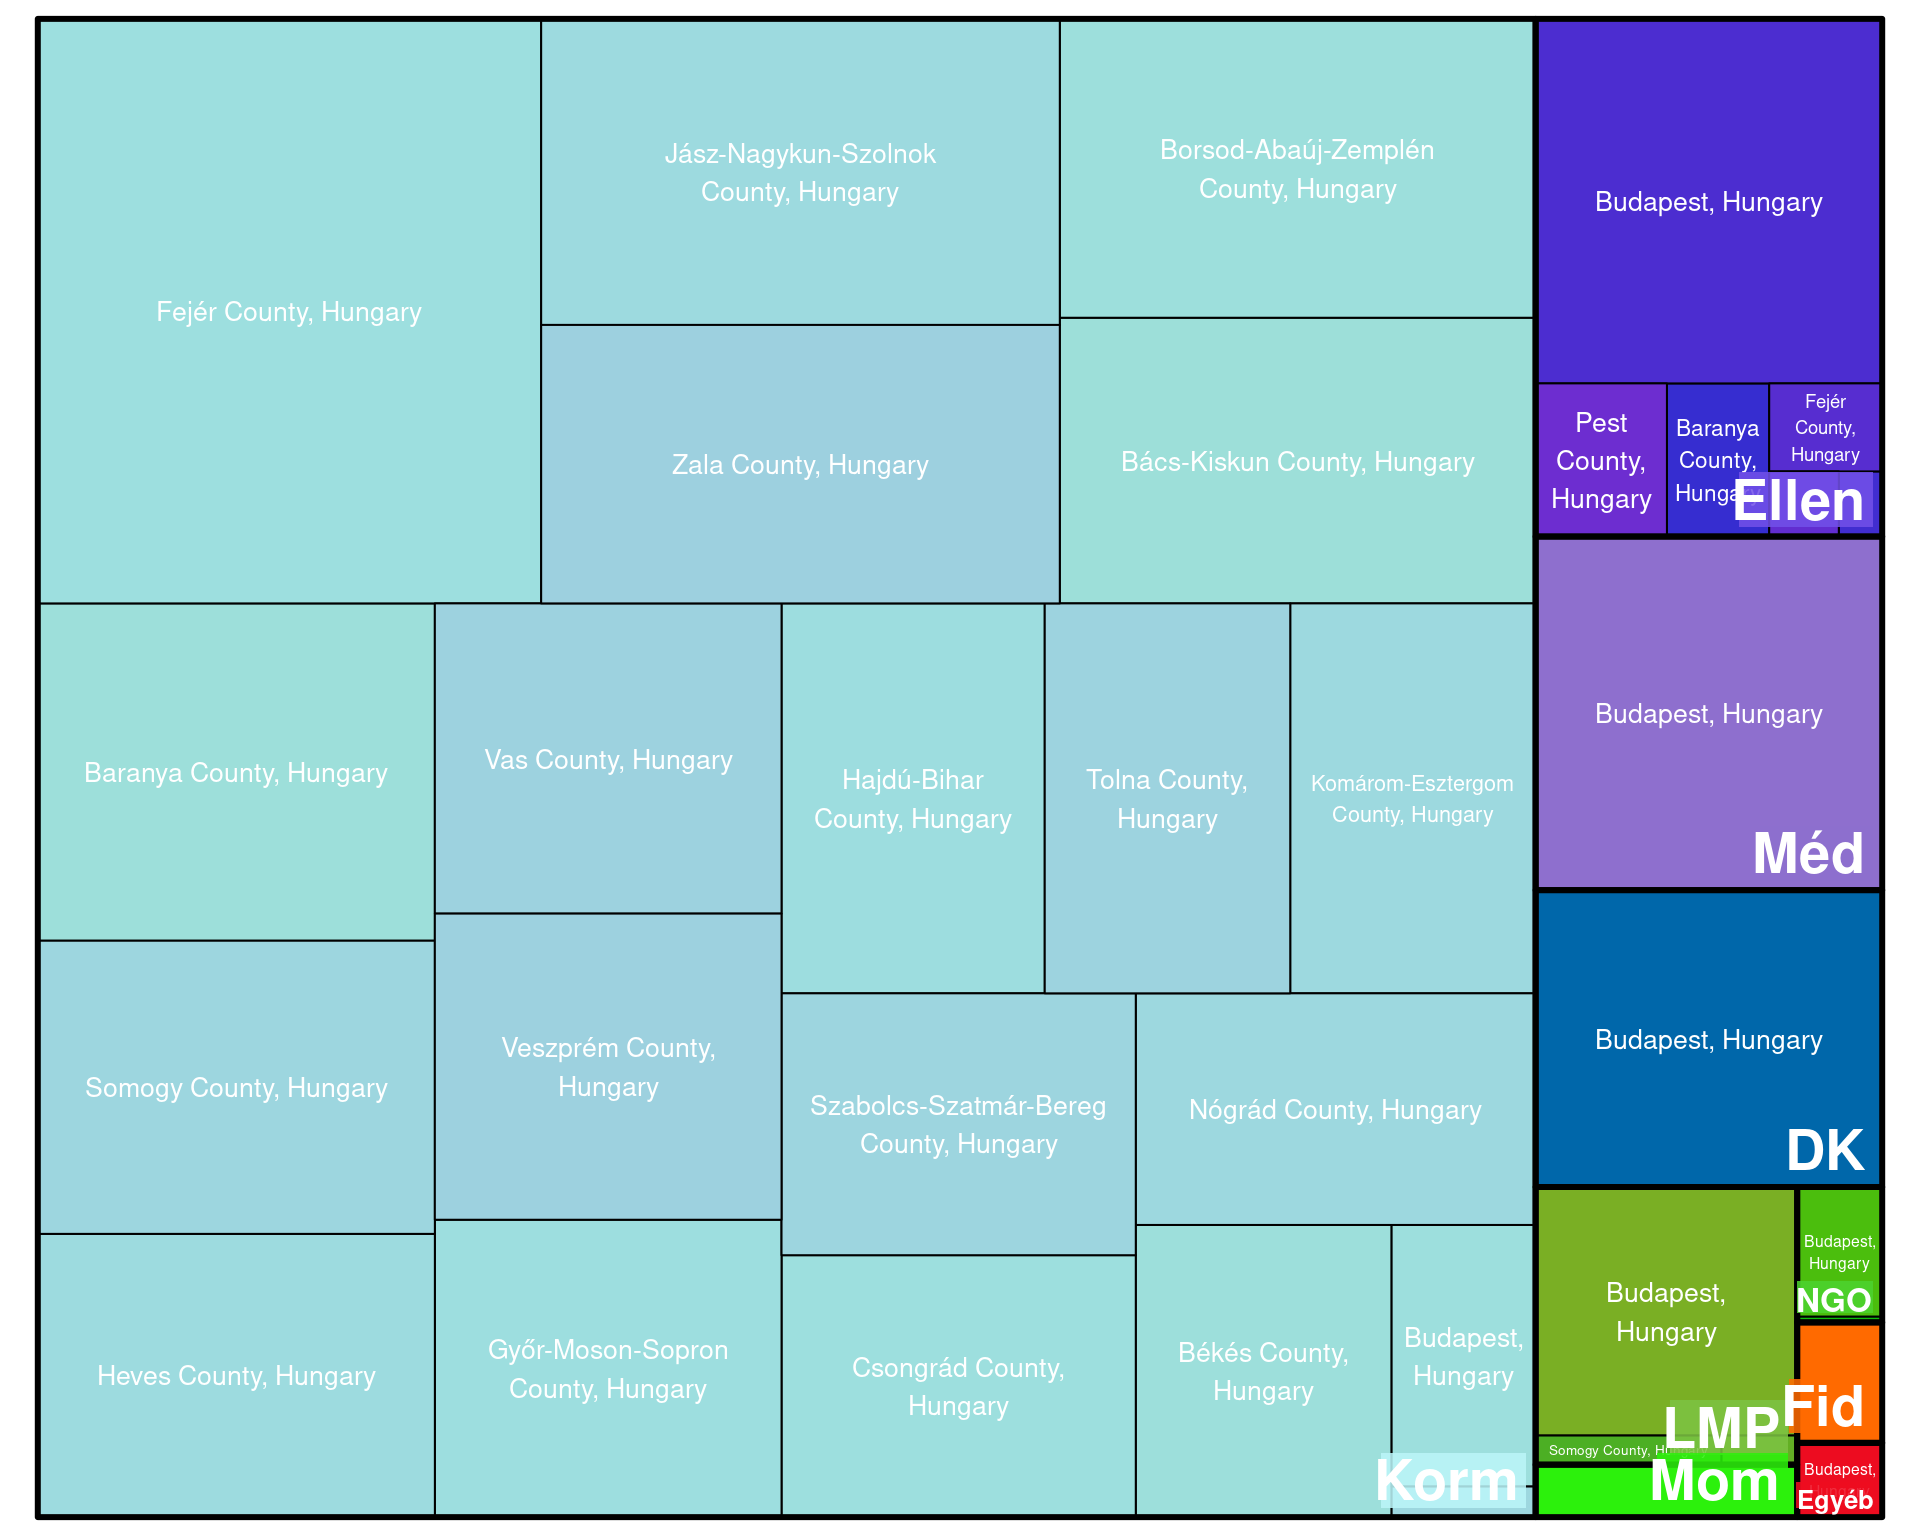 Fejér County, Hungary
Jász-Nagykun-Szolnok
County, Hungary
Borsod-Abaúj-Zemplén
County, Hungary
Zala County, Hungary
Bács-Kiskun County, Hungary
Baranya County, Hungary
Vas County, Hungary
Hajdú-Bihar
County, Hungary
Tolna County,
Hungary
Komárom-Esztergom
County, Hungary
Somogy County, Hungary
Veszprém County,
Hungary
Szabolcs-Szatmár-Bereg
County, Hungary
Nógrád County, Hungary
Heves County, Hungary
Győr-Moson-Sopron
County, Hungary
Csongrád County,
Hungary
Békés County,
Hungary
Budapest,
Hungary
Korm
Budapest, Hungary
Pest
County,
Hungary
Baranya
County,
Hungary
Fejér
County,
Hungary
Ellen
Budapest, Hungary
Méd
Budapest, Hungary
DK
Budapest,
Hungary
Somogy County, Hungary
LMP
Mom
Budapest,
Hungary
NGO
Fid
Budapest,
Hungary
Egyéb